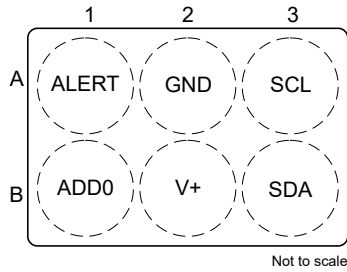 1 2 3
A ALERT GND SCL
B ADD0 V+ SDA
Not to scale